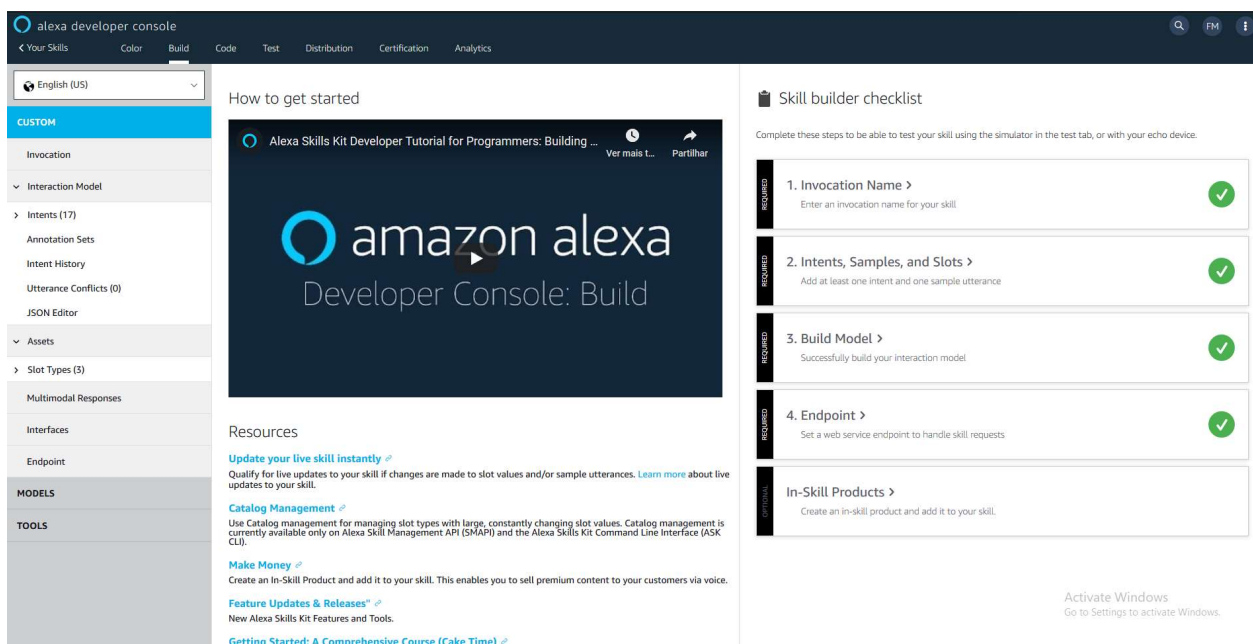 alexa developer console
FM
Your Skills
Color
Build
Code
Test
Distribution
Certification
Analytics
English (US)
CUSTOM
Invocation
Interaction Model
Intents (17)
Annotation Sets
Intent History
Utterance Conflicts (0)
JSON Editor
Assets
Slot Types (3)
Multimodal Responses
Interfaces
Endpoint
MODELS
TOOLS
How to get started
Alexa Skills Kit Developer Tutorial for Programmers: Building ...
Ver mais t...
Partilhar
amazon alexa
Developer Console: Build
Resources
Update your live skill instantly
Qualify for live updates to your skill if changes are made to slot values and/or sample utterances. Learn more about live
updates to your skill.
Catalog Management
Use Catalog management for managing slot types with large, constantly changing slot values. Catalog management is
currently available only on Alexa Skill Management API (SMAPI) and the Alexa Skills Kit Command Line Interface (ASK
CLI).
Make Money
Create an In-Skill Product and add it to your skill. This enables you to sell premium content to your customers via voice.
Feature Updates & Releases"
New Alexa Skills Kit Features and Tools.
Getting Started: A Comprehensive Course (Cake Time)
Skill builder checklist
Complete these steps to be able to test your skill using the simulator in the test tab, or with your echo device.
REQUIRED
1. Invocation Name >
Enter an invocation name for your skill
REQUIRED
2. Intents, Samples, and Slots >
Add at least one intent and one sample utterance
REQUIRED
3. Build Model >
Successfully build your interaction model
REQUIRED
4. Endpoint >
Set a web service endpoint to handle skill requests
OPTIONAL
In-Skill Products >
Create an in-skill product and add it to your skill.
Activate Windows
Go to Settings to activate Windows.